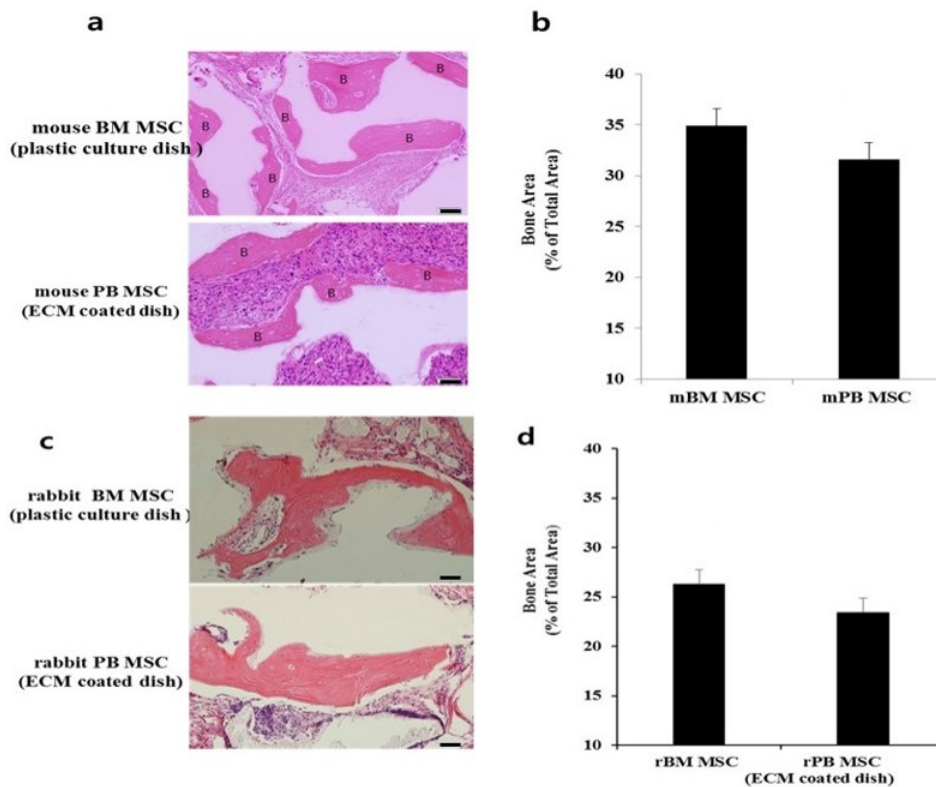 a
mouse BM MSC
(plastic culture dish )
B
B
B
B
B
B
B
mouse PB MSC
(ECM coated dish)
B
B
B
B
b
Bone Area
(% of Total Area)
40
35
30
25
20
15
10
mBM MSC
mPB MSC
c
rabbit BM MSC
(plastic culture dish )
rabbit PB MSC
(ECM coated dish)
d
Bone Area
(% of Total Area)
40
35
30
25
20
15
10
rBM MSC
rPB MSC
(ECM coated dish)